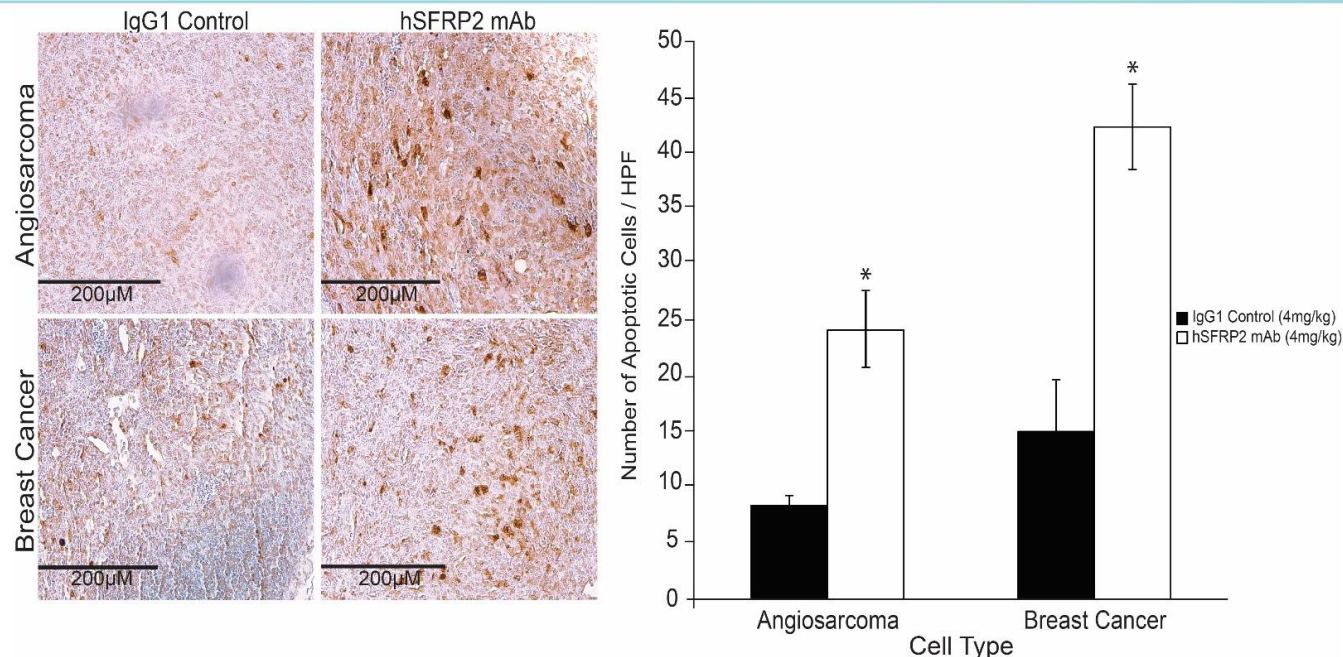 IgG1 Control
hSFRP2 mAb
Angiosarcoma
200µM
200µM
Breast Cancer
200µM
200µM
Number of Apoptotic Cells / HPF
50
45
40
35
30
25
20
15
10
5
0
*
*
Angiosarcoma
Breast Cancer
Cell Type
IgG1 Control (4mg/kg)
hSFRP2 mAb (4mg/kg)